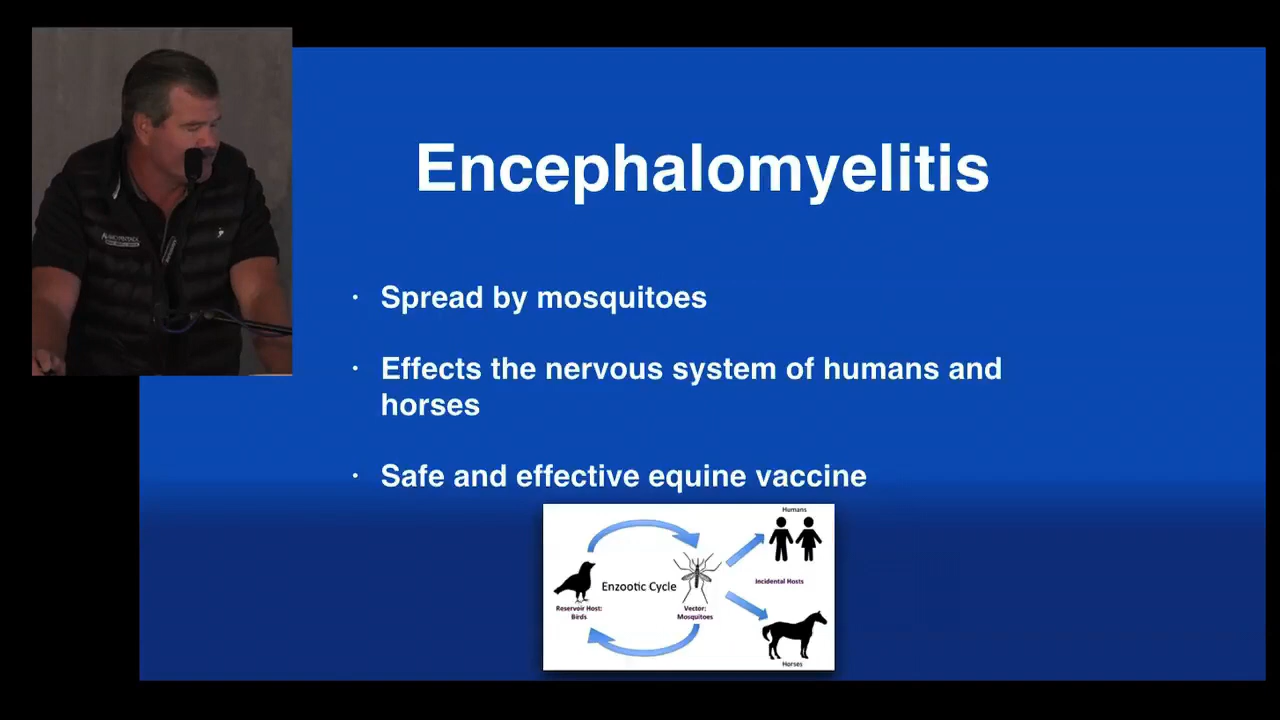 Encephalomyelitis
· Spread by mosquitoes
· Effects the nervous system of humans and
horses
· Safe and effective equine vaccine
Humans
Enzootic Cycle
Incidental Hosts
Reservoir Host:
Birds
Vector:
Mosquitoes
Horses